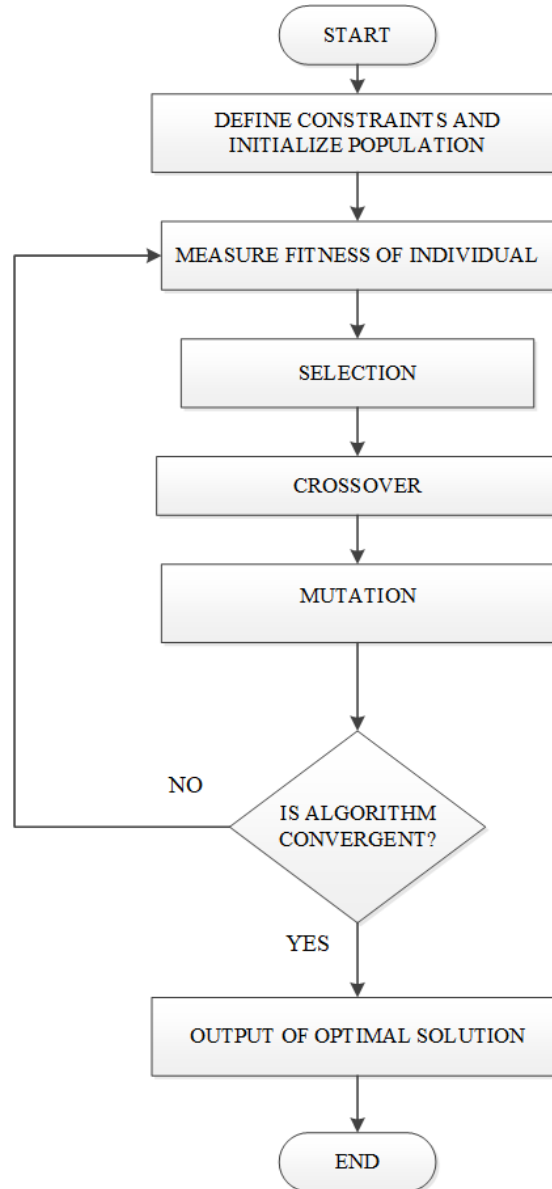 START
DEFINE CONSTRAINTS AND
INITIALIZE POPULATION
MEASURE FITNESS OF INDIVIDUAL
SELECTION
CROSSOVER
MUTATION
NO
IS ALGORITHM
CONVERGENT?
YES
OUTPUT OF OPTIMAL SOLUTION
END